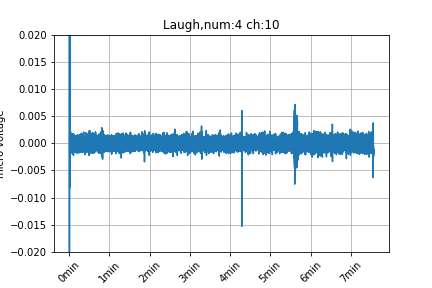 Laugh,num:4 ch:10
0.020
0.015
0.010
0.005
0.000
−0.005
−0.010
−0.015
−0.020
micro voltage
0min
1min
2min
3min
4min
5min
6min
7min